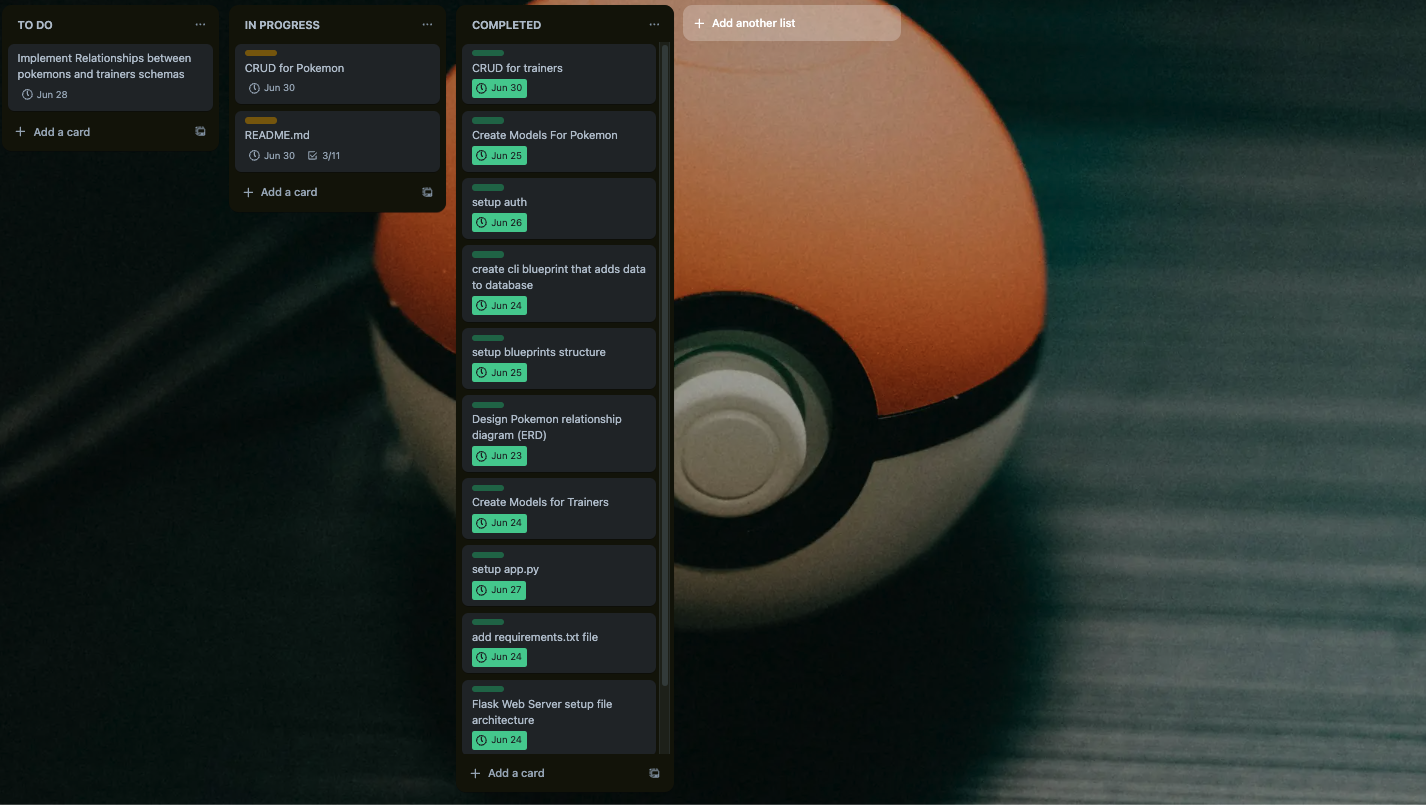 TO DO
Implement Relationships between
pokemons and trainers schemas
Jun 28
Add a card
IN PROGRESS
CRUD for Pokemon
Jun 30
README.md
Jun 30 3/11
Add a card
COMPLETED
CRUD for trainers
Jun 30
Create Models For Pokemon
Jun 25
setup auth
Jun 26
create cli blueprint that adds data
to database
Jun 24
setup blueprints structure
Jun 25
Design Pokemon relationship
diagram (ERD)
Jun 23
Create Models for Trainers
Jun 24
setup app.py
Jun 27
add requirements.txt file
Jun 24
Flask Web Server setup file
architecture
Jun 24
Add a card
Add another list